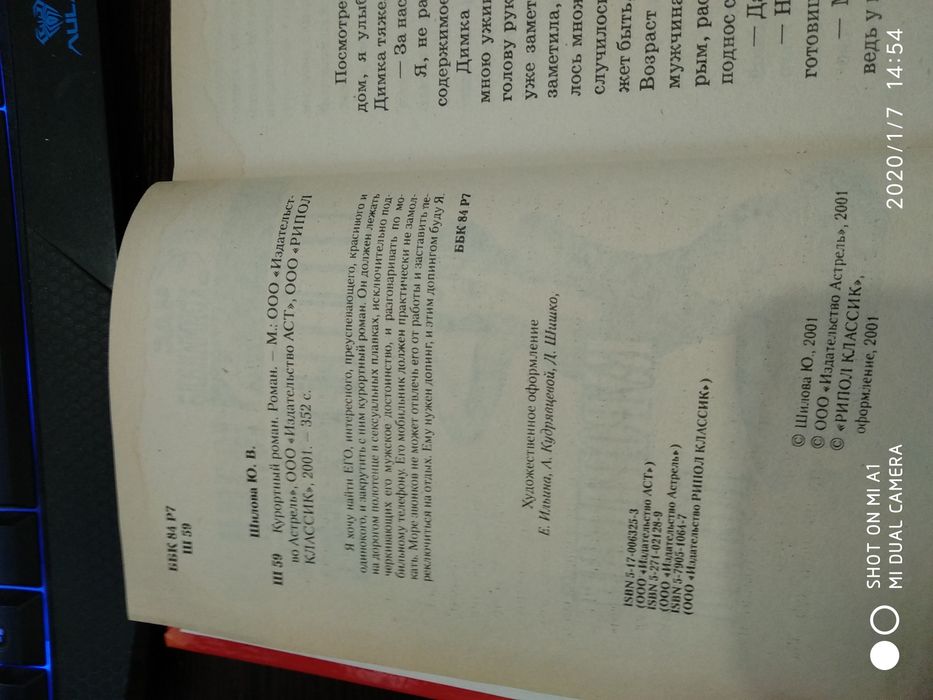 ББК 84 Р7
Ш 59
Шилова Ю. В.
Ш 59 Курортный роман. Роман. — М.: ООО «Издательст-
во Астрель», ООО «Издательство АСТ», ООО «РИПОЛ
КЛАССИК», 2001. — 352 с.
Я хочу найти ЕГО, интересного, преуспевающего, красивого и
одинокого, и закрутить с ним курортный роман. Он должен лежать
на дорогом полотенце в сексуальных плавках, исключительно под-
черкивающих его мужское достоинство, и разговаривать по мо-
бильному телефону. Его мобильник должен практически не замол-
кать. Море звонков не может отвлечь его от работы и заставить пе-
реключиться на отдых. Ему нужен допинг, и этим допингом буду Я.
ББК 84 Р7
Художественное оформление
Е. Ильина, А. Кудрявцевой, Д. Шишко,
ISBN 5-17-006325-3
(ООО «Издательство АСТ»)
ISBN 5-271-02128-9
(ООО «Издательство Астрель»)
ISBN 5-7905-1064-7
(ООО «Издательство РИПОЛ КЛАССИК»)
© Шилова Ю., 2001
© ООО «Издательство Астрель», 2001
© «РИПОЛ КЛАССИК»,
оформление, 2001
Посмотре
дом, я улыб
Димка тяже
— За нас
Я, не ра
содержимое
Димка
мною ужи
голову рук
уже замет
заметила,
лось множ
случилось
жет быть,
Возраст
мужчина
рым, рас
поднос с
— Да
— Н
готовиш
— М
ведь у
AULA
SHOT ON MI A1
MI DUAL CAMERA
2020/1/7 14:54